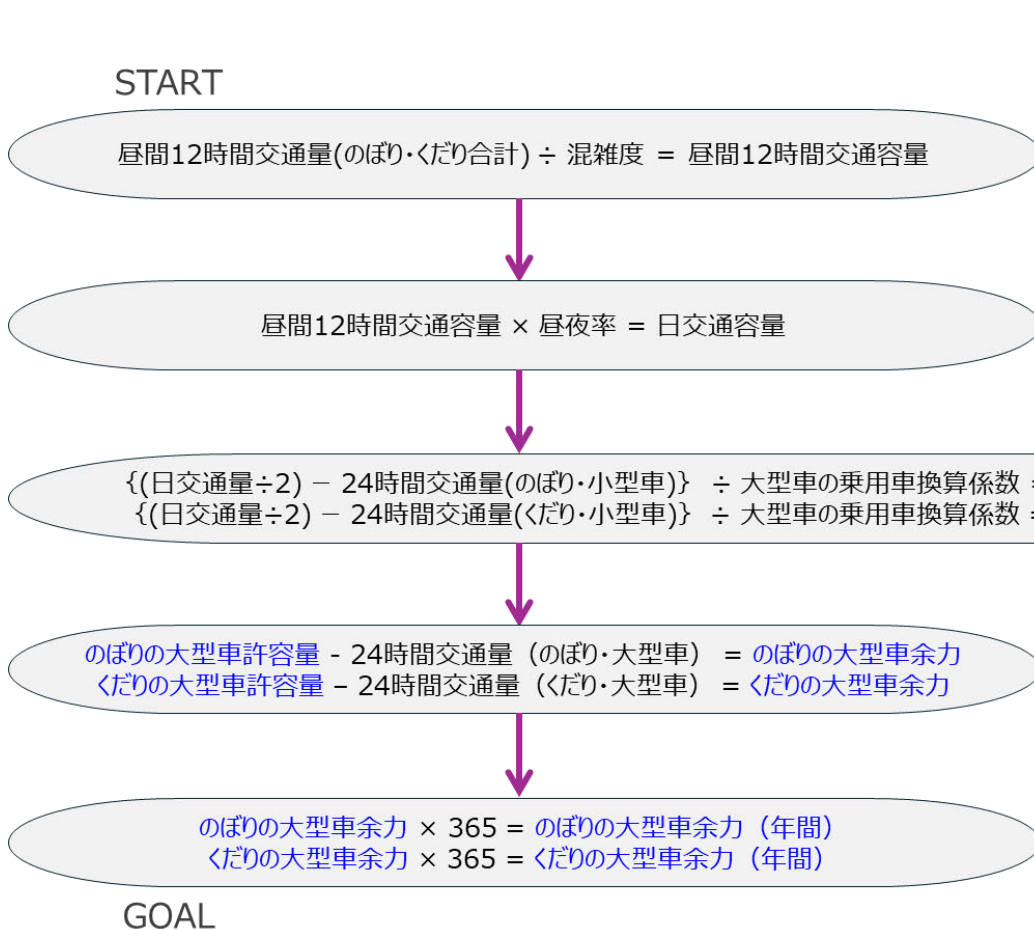 START
昼間12時間交通量(のぼり・くだり合計) ÷ 混雑度 = 昼間12時間交通容量
昼間12時間交通容量 × 昼夜率 = 日交通容量
{(日交通量÷2) − 24時間交通量(のぼり・小型車)} ÷ 大型車の乗用車換算係数 =
{(日交通量÷2) − 24時間交通量(くだり・小型車)} ÷ 大型車の乗用車換算係数 =
のぼりの大型車許容量 - 24時間交通量（のぼり・大型車） = のぼりの大型車余力
くだりの大型車許容量 – 24時間交通量（くだり・大型車） = くだりの大型車余力
のぼりの大型車余力 × 365 = のぼりの大型車余力（年間）
くだりの大型車余力 × 365 = くだりの大型車余力（年間）
GOAL